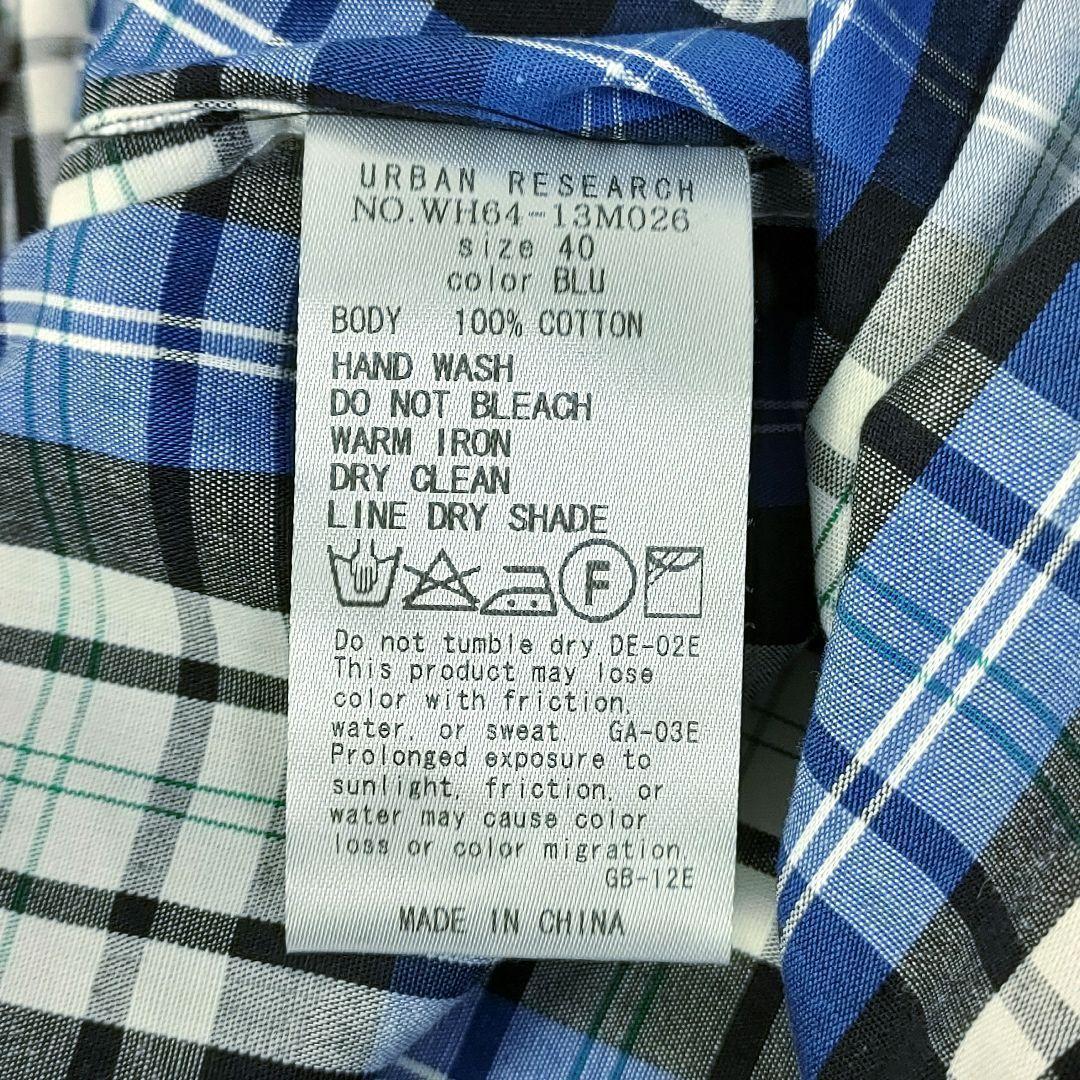 URBAN RESEARCH
NO.WH64-13M026
size 40
color BLU
BODY 100% COTTON
HAND WASH
DO NOT BLEACH
WARM IRON
DRY CLEAN
LINE DRY SHADE
F
Do not tumble dry DE-02E
This product may lose
color with friction,
water, or sweat. GA-03E
Prolonged exposure to
sunlight, friction, or
water may cause color
loss or color migration.
GB-12E
MADE IN CHINA